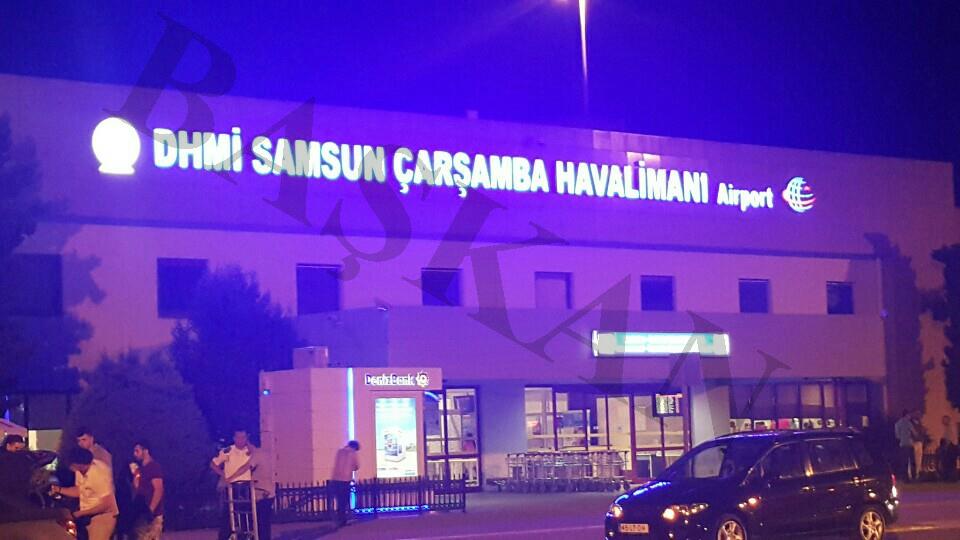 DHMİ SAMSUN ÇARŞAMBA HAVALİMANI Airport
BAŞKAN
DenizBank